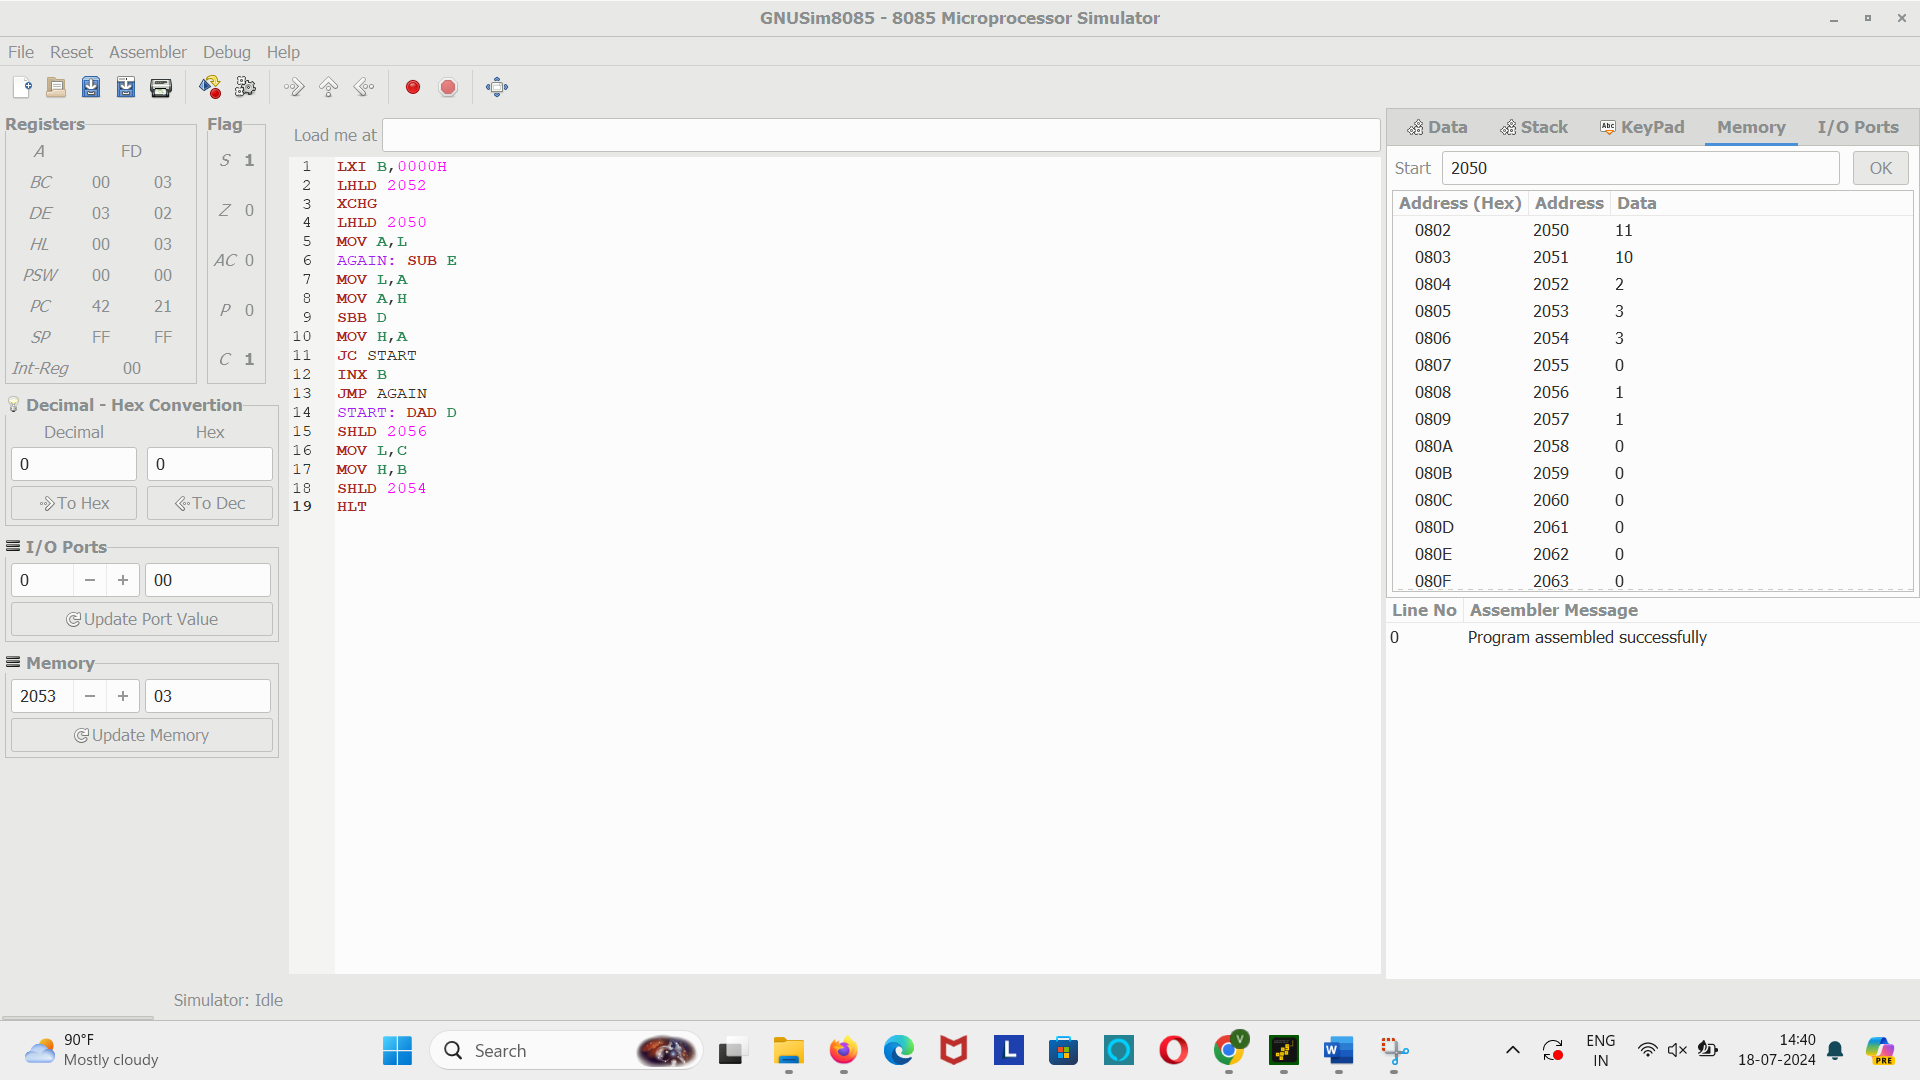 GNUSim8085 - 8085 Microprocessor Simulator
File Reset Assembler Debug Help
Registers
A FD
BC 00 03
DE 03 02
HL 00 03
PSW 00 00
PC 42 21
SP FF FF
Int-Reg 00
Flag
S 1
Z 0
AC 0
P 0
C 1
Decimal - Hex Convertion
Decimal Hex
0 0
To Hex To Dec
I/O Ports
0 − + 00
Update Port Value
Memory
2053 − + 03
Update Memory
Load me at
1 LXI B,0000H
2 LHLD 2052
3 XCHG
4 LHLD 2050
5 MOV A,L
6 AGAIN: SUB E
7 MOV L,A
8 MOV A,H
9 SBB D
10 MOV H,A
11 JC START
12 INX B
13 JMP AGAIN
14 START: DAD D
15 SHLD 2056
16 MOV L,C
17 MOV H,B
18 SHLD 2054
19 HLT
Data Stack Abc KeyPad Memory I/O Ports
Start 2050 OK
Address (Hex) Address Data
0802 2050 11
0803 2051 10
0804 2052 2
0805 2053 3
0806 2054 3
0807 2055 0
0808 2056 1
0809 2057 1
080A 2058 0
080B 2059 0
080C 2060 0
080D 2061 0
080E 2062 0
080F 2063 0
Line No Assembler Message
0 Program assembled successfully
Simulator: Idle
90°F
Mostly cloudy
Search
L
V
W
ENG
IN
14:40
18-07-2024
PRE